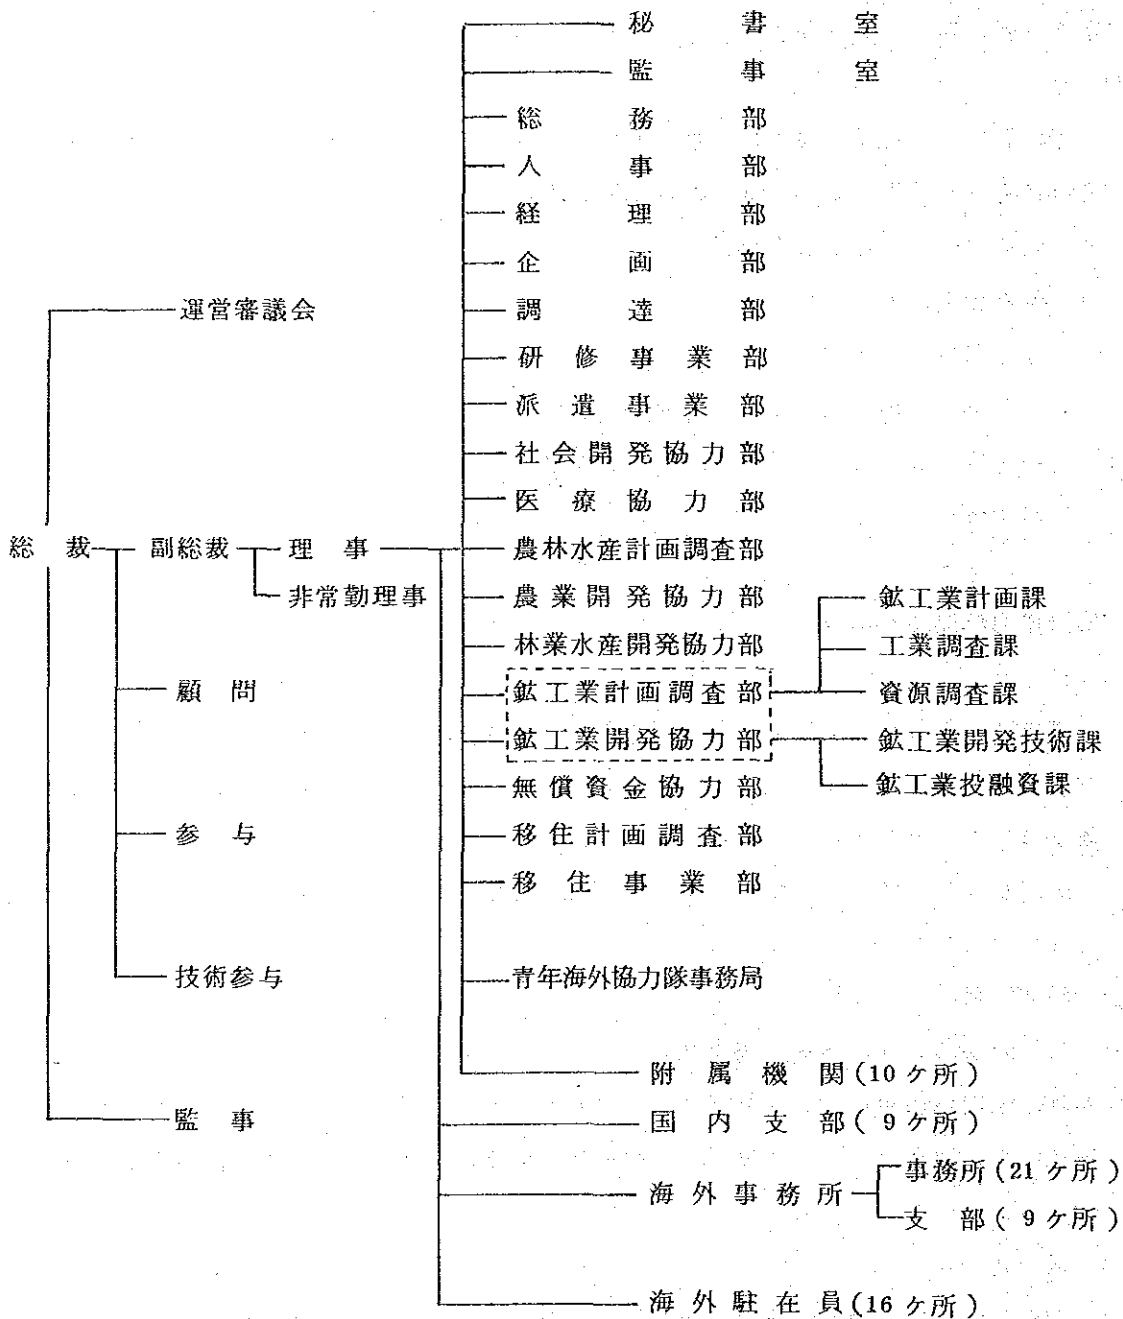 秘書室
監事室
総務部
人事部
経理部
企画部
運営審議会
調達部
研修事業部
派遣事業部
社会開発協力部
医療協力部
総裁
副総裁
理事
農林水産計画調査部
非常勤理事
農業開発協力部
鉱工業計画課
林業水産開発協力部
工業調査課
顧問
鉱工業計画調査部
資源調査課
鉱工業開発協力部
鉱工業開発技術課
無償資金協力部
鉱工業投融資課
参与
移住計画調査部
移住事業部
技術参与
青年海外協力隊事務局
附属機関(10ケ所)
監事
国内支部(9ケ所)
事務所(21ケ所)
海外事務所
支部(9ケ所)
海外駐在員(16ケ所)